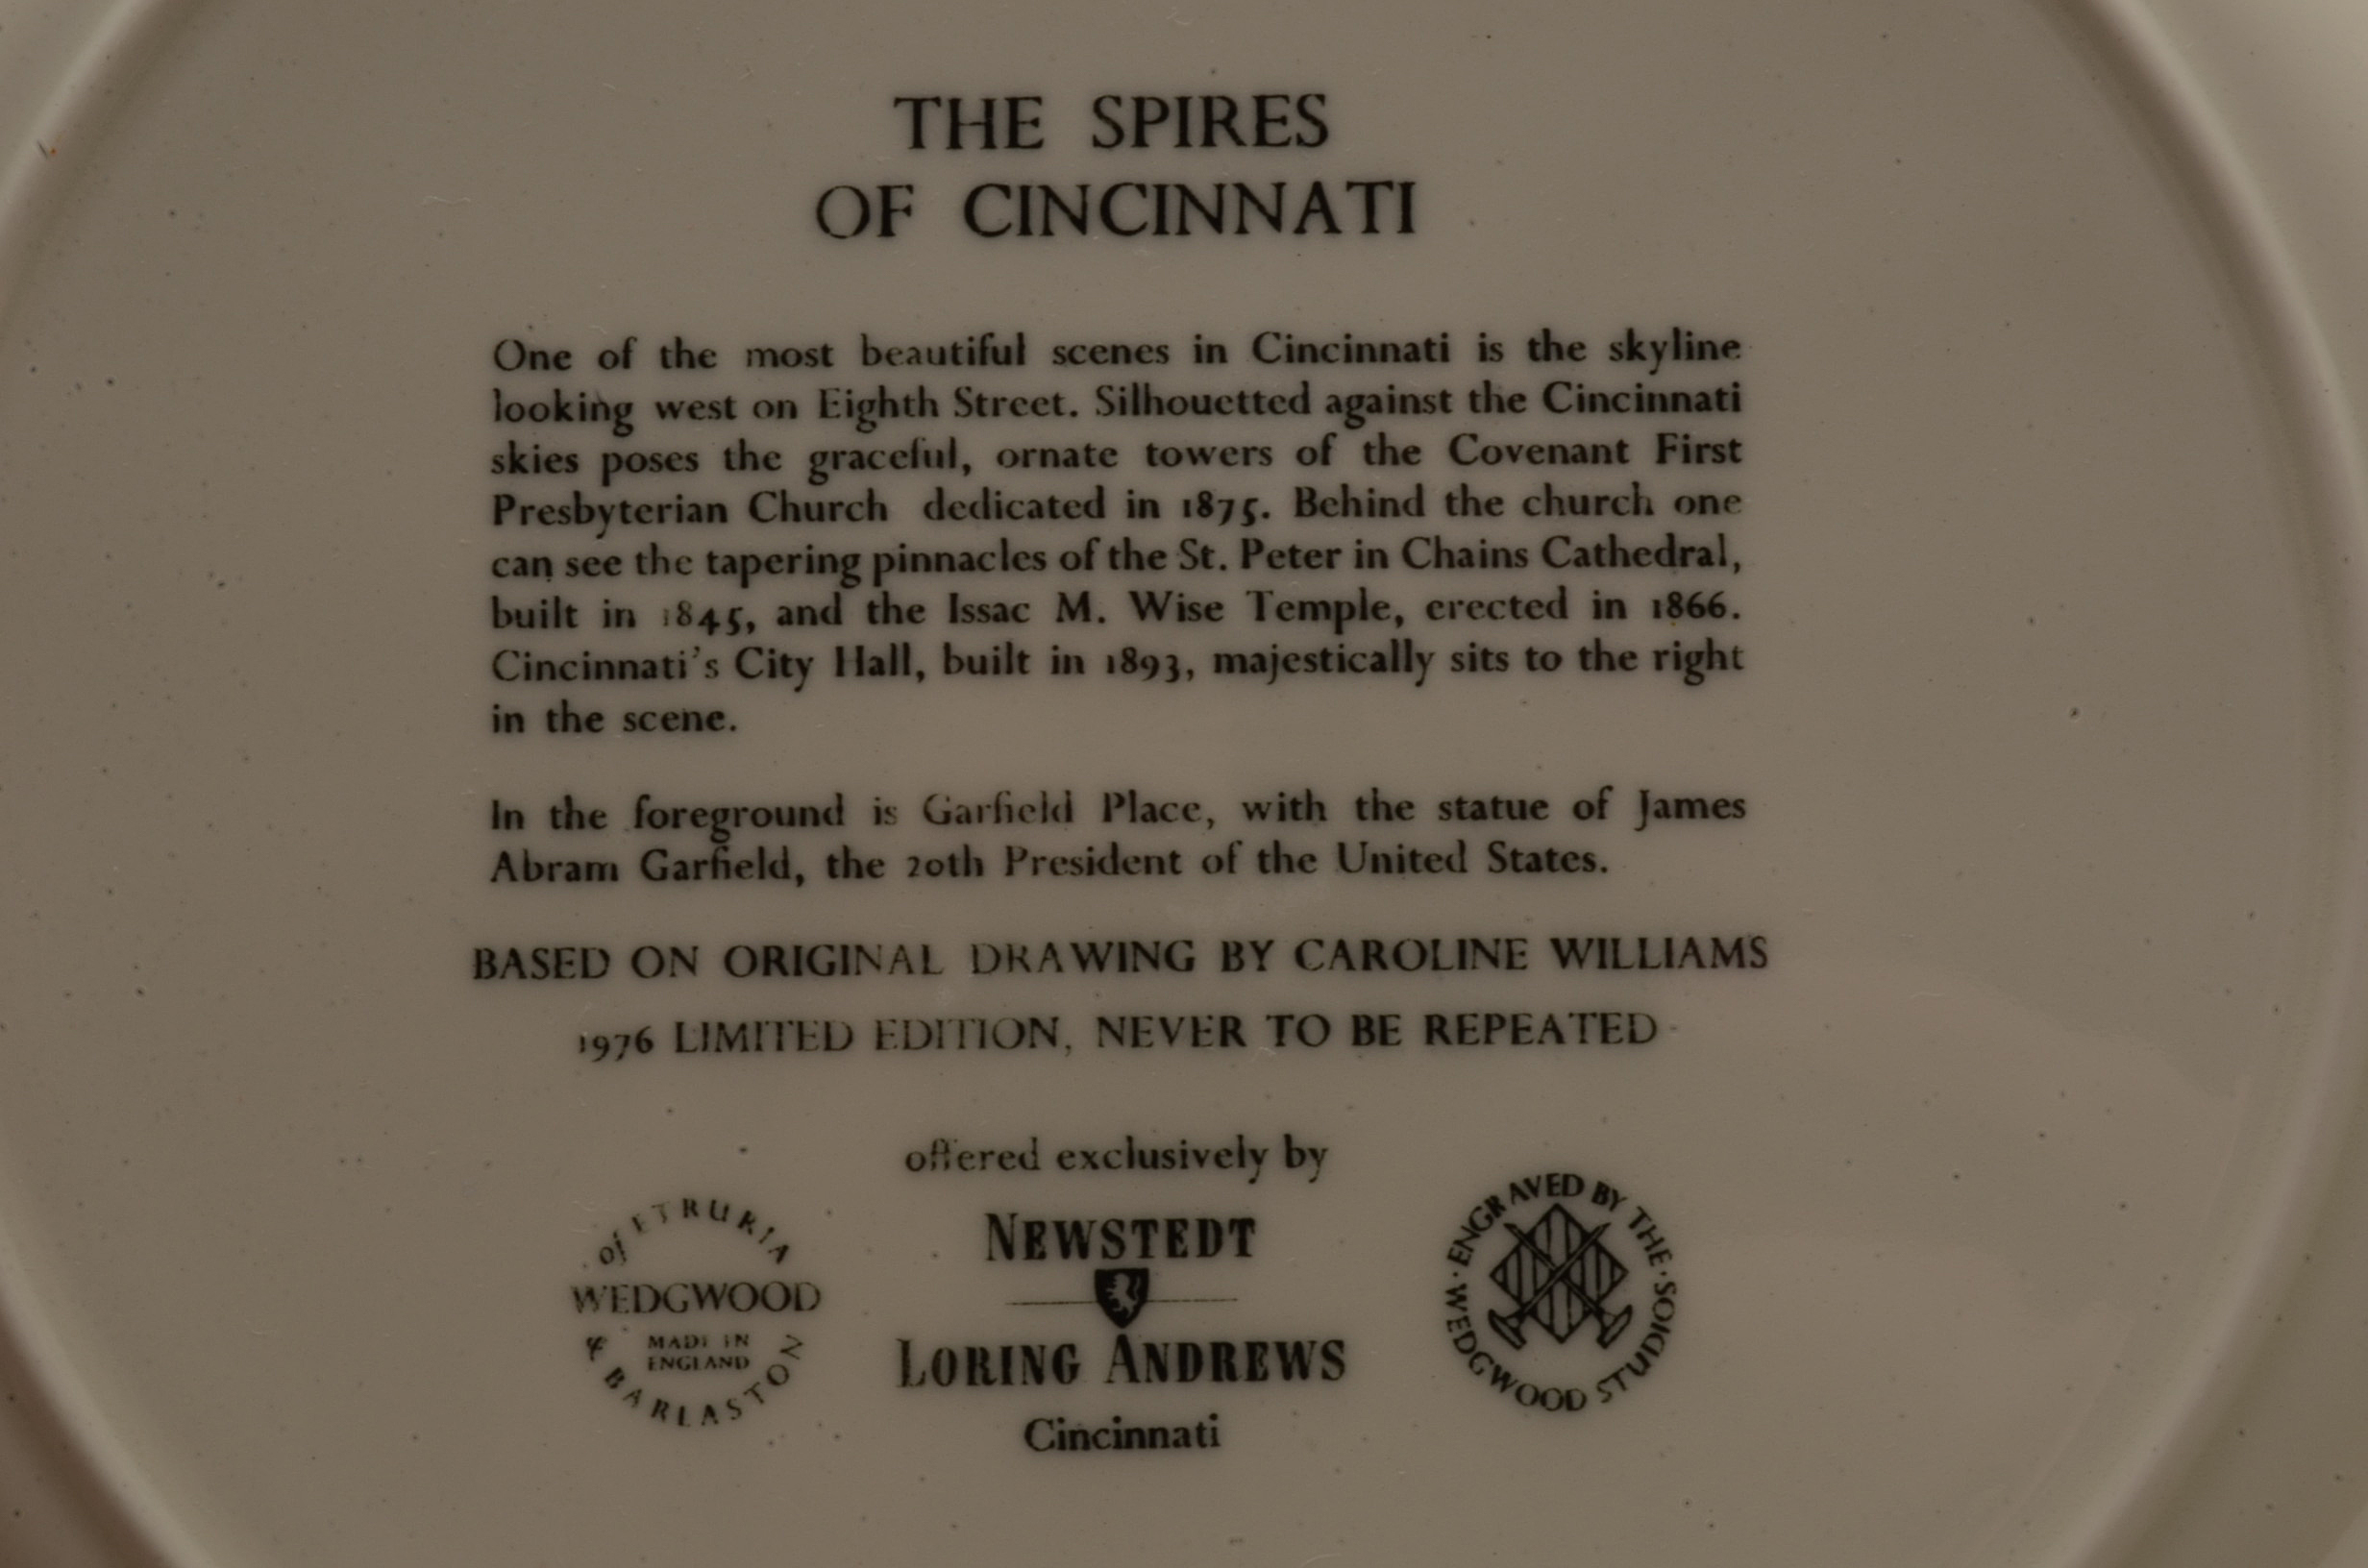 THE SPIRES
OF CINCINNATI
One of the most beautiful scenes in Cincinnati is the skyline
looking west on Eighth Street. Silhouetted against the Cincinnati
skies poses the graceful, ornate towers of the Covenant First
Presbyterian Church dedicated in 1875. Behind the church one
can see the tapering pinnacles of the St. Peter in Chains Cathedral,
built in 1845, and the Issac M. Wise Temple, erected in 1866.
Cincinnati's City Hall, built in 1893, majestically sits to the right
in the scene.
In the foreground is Garfield Place, with the statue of James
Abram Garfield, the 20th President of the United States.
BASED ON ORIGINAL DRAWING BY CAROLINE WILLIAMS
1976 LIMITED EDITION, NEVER TO BE REPEATED
offered exclusively by
of ETRURIA
WEDGWOOD
MADE IN
ENGLAND
& BARLASTON
NEWSTEDT
LORING ANDREWS
Cincinnati
ENGRAVED BY THE · WEDGWOOD STUDIOS ·